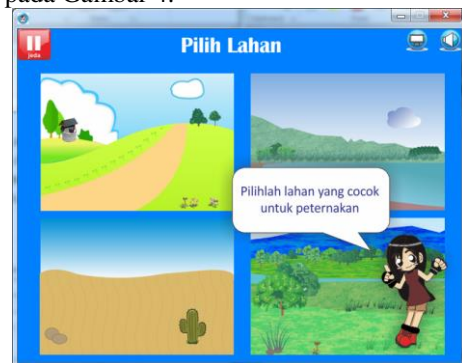 pada Gambar 4.
jeda
Pilih Lahan
Pilihlah lahan yang cocok
untuk peternakan